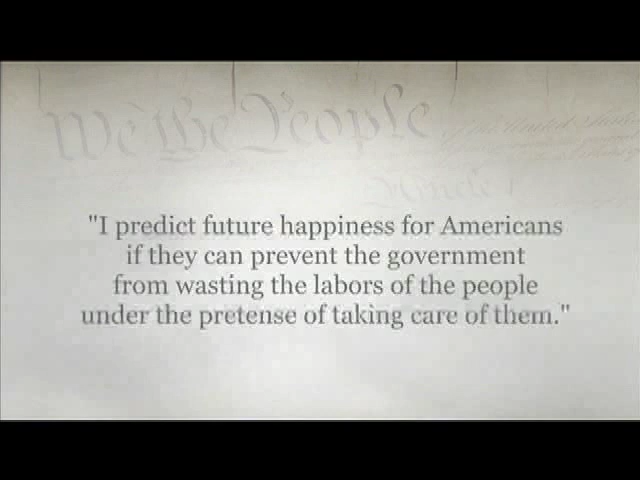 We the People
Article I
"I predict future happiness for Americans
if they can prevent the government
from wasting the labors of the people
under the pretense of taking care of them."